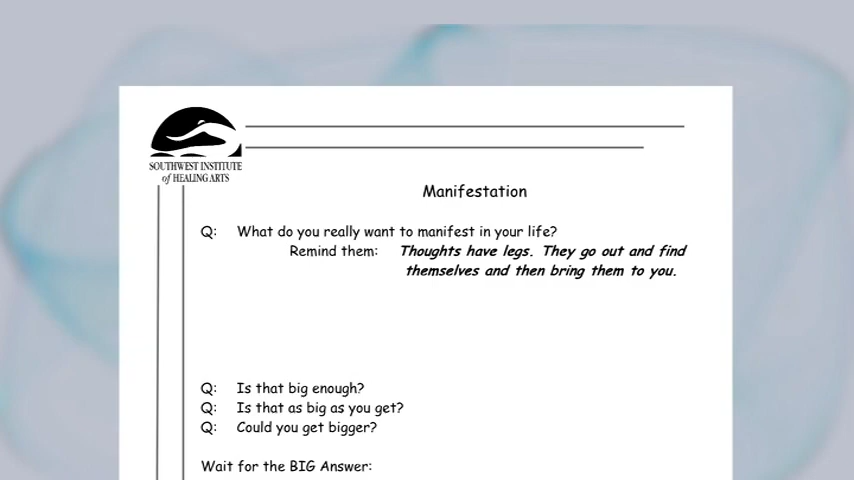 SOUTHWEST INSTITUTE
of HEALING ARTS
Manifestation
Q: What do you really want to manifest in your life?
Remind them: Thoughts have legs. They go out and find
themselves and then bring them to you.
Q: Is that big enough?
Q: Is that as big as you get?
Q: Could you get bigger?
Wait for the BIG Answer: